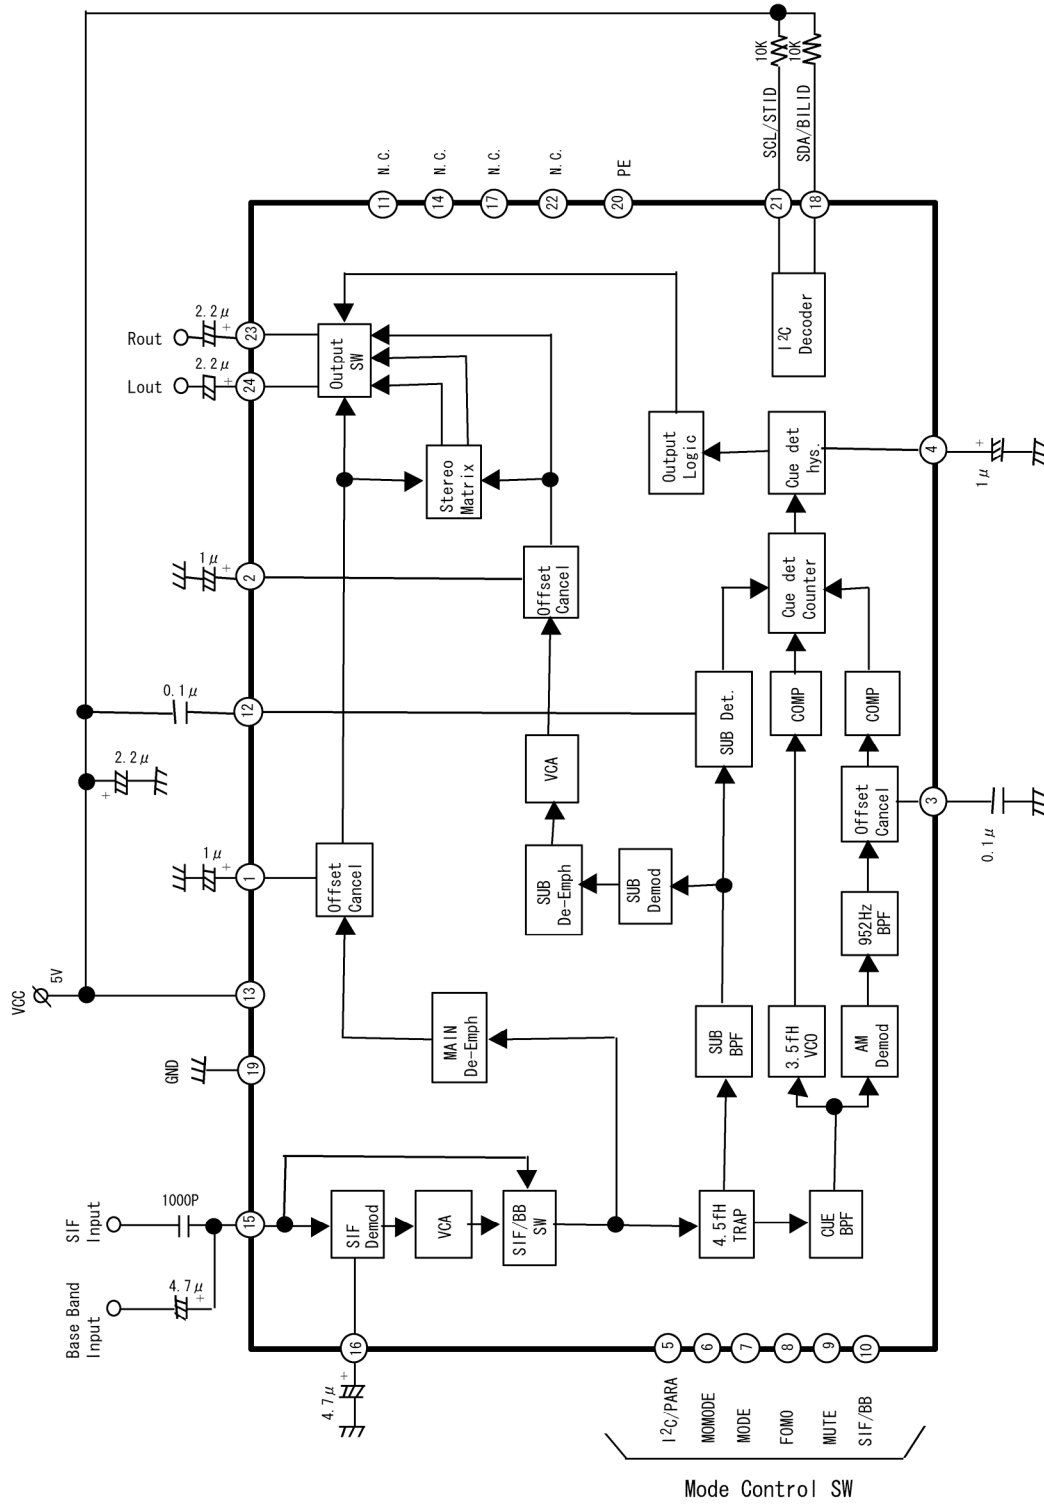 SIF
Input
Base Band
Input
1000P
4.7μ
+
15
GND
19
VCC
5V
13
1μ
+
1
2.2μ
+
0.1μ
12
1μ
+
2
Lout
2.2μ
+
24
Rout
2.2μ
+
23
11
N.C.
14
N.C.
17
N.C.
22
N.C.
20
PE
21
SCL/STID
10K
18
SDA/BILID
10K
4.7μ
+
16
SIF
Demod
VCA
SIF/BB
SW
MAIN
De-Emph
Offset
Cancel
Stereo
Matrix
Output
SW
SUB
De-Emph
VCA
Offset
Cancel
SUB
Demod
Output
Logic
4.5fH
TRAP
SUB
BPF
SUB Det.
CUE
BPF
3.5fH
VCO
COMP
Cue det
Counter
Cue det
hys.
I²C
Decoder
AM
Demod
952Hz
BPF
Offset
Cancel
COMP
3
0.1μ
4
1μ
+
5
I²C/PARA
6
MOMODE
7
MODE
8
FOMO
9
MUTE
10
SIF/BB
Mode Control SW